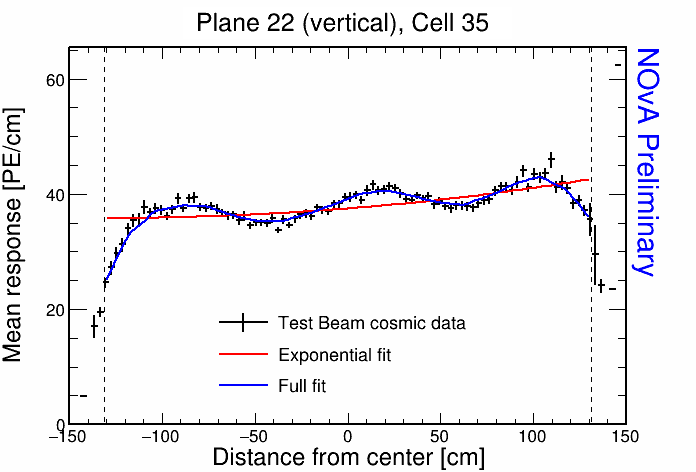 Plane 22 (vertical), Cell 35
NOvA Preliminary
Mean response [PE/cm]
60
40
20
0
Test Beam cosmic data
Exponential fit
Full fit
−150 −100 −50 0 50 100 150
Distance from center [cm]